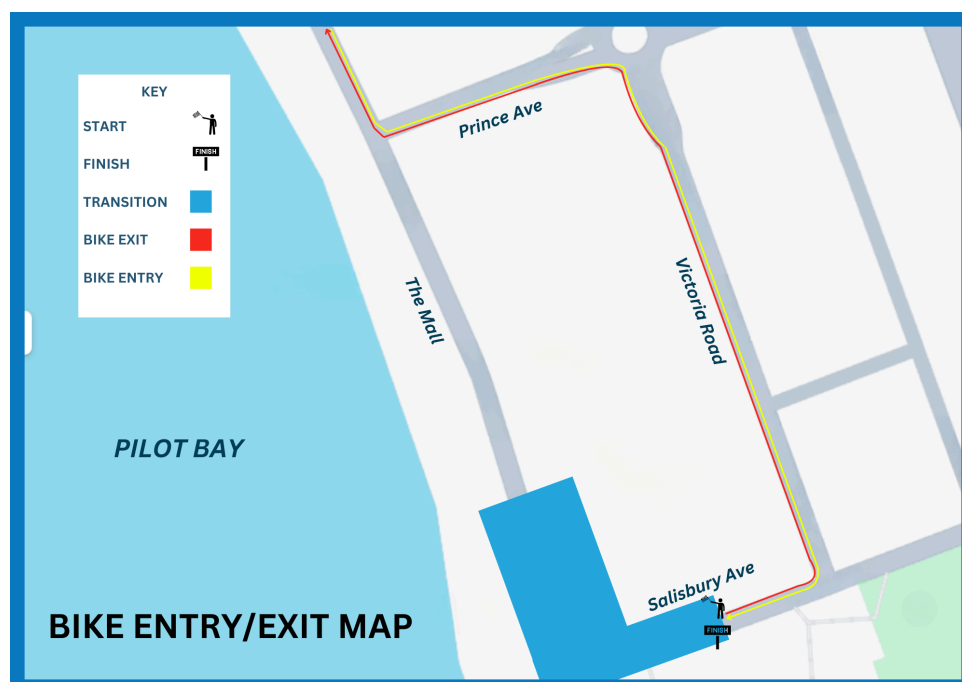 KEY
START
FINISH
FINISH
TRANSITION
BIKE EXIT
BIKE ENTRY
Prince Ave
The Mall
Victoria Road
PILOT BAY
Salisbury Ave
FINISH
BIKE ENTRY/EXIT MAP